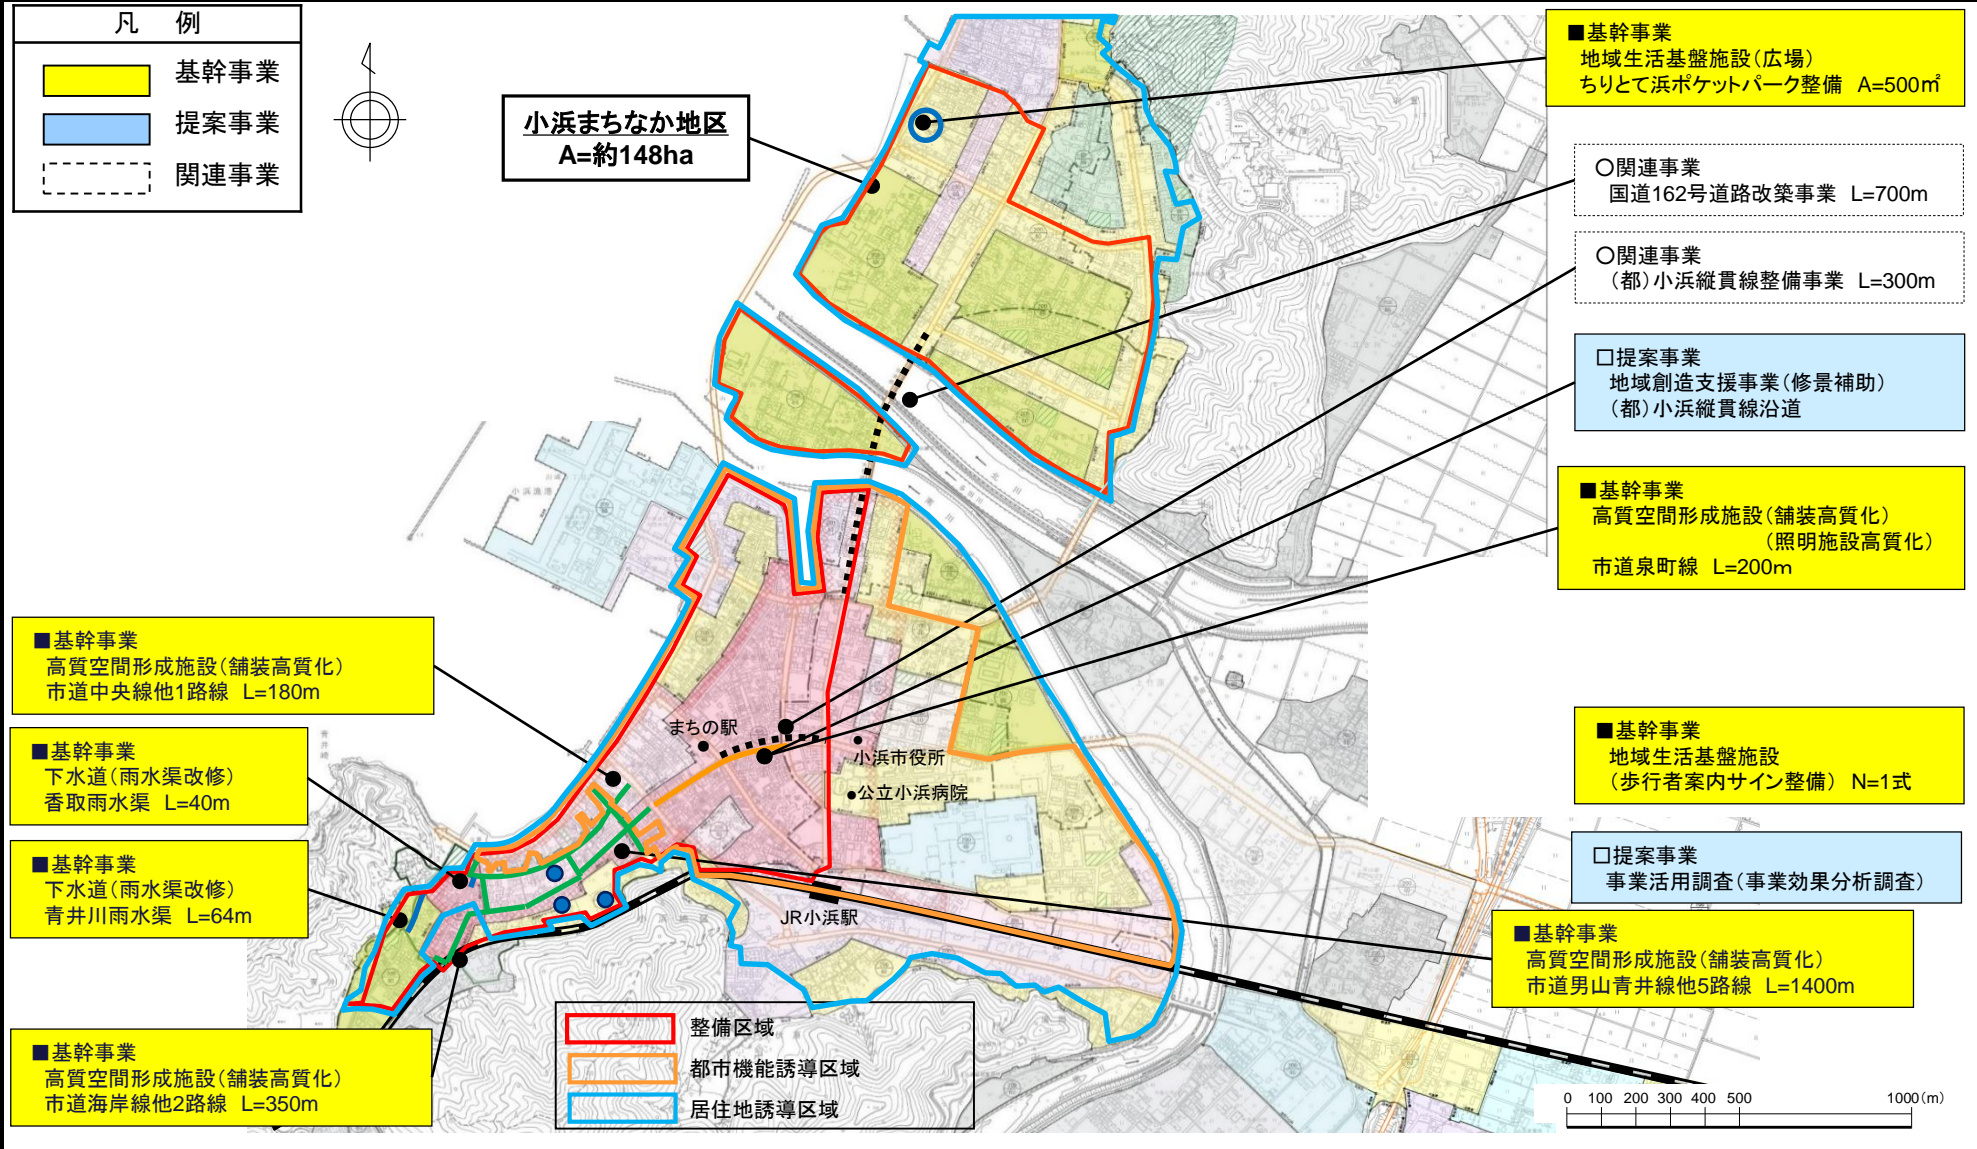 凡 例
基幹事業
提案事業
関連事業
小浜まちなか地区
A=約148ha
■基幹事業
地域生活基盤施設(広場)
ちりとて浜ポケットパーク整備 A=500㎡
〇関連事業
国道162号道路改築事業 L=700m
〇関連事業
(都)小浜縦貫線整備事業 L=300m
□提案事業
地域創造支援事業(修景補助)
(都)小浜縦貫線沿道
■基幹事業
高質空間形成施設(舗装高質化)
(照明施設高質化)
市道泉町線 L=200m
■基幹事業
地域生活基盤施設
(歩行者案内サイン整備) N=1式
□提案事業
事業活用調査(事業効果分析調査)
■基幹事業
高質空間形成施設(舗装高質化)
市道男山青井線他5路線 L=1400m
■基幹事業
高質空間形成施設(舗装高質化)
市道中央線他1路線 L=180m
■基幹事業
下水道(雨水渠改修)
香取雨水渠 L=40m
■基幹事業
下水道(雨水渠改修)
青井川雨水渠 L=64m
■基幹事業
高質空間形成施設(舗装高質化)
市道海岸線他2路線 L=350m
まちの駅
小浜市役所
公立小浜病院
JR小浜駅
整備区域
都市機能誘導区域
居住地誘導区域
0 100 200 300 400 500 1000(m)